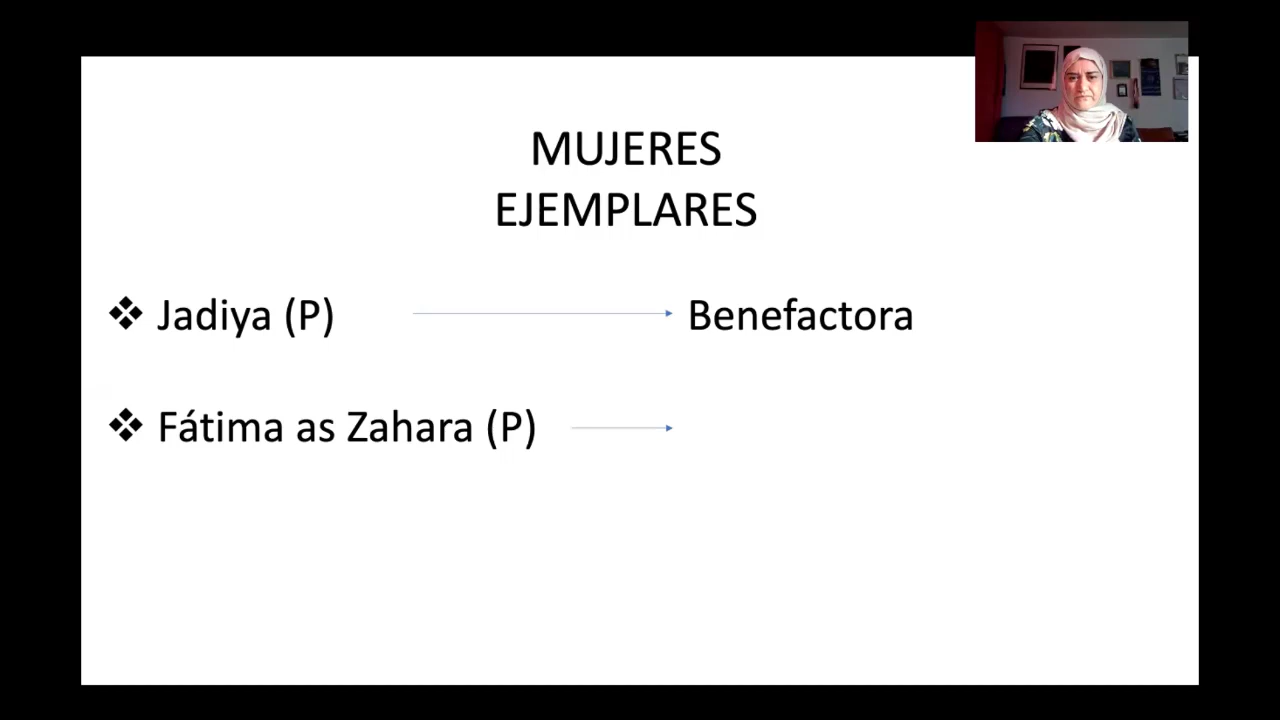 MUJERES
EJEMPLARES
❖ Jadiya (P) Benefactora
❖ Fátima as Zahara (P)